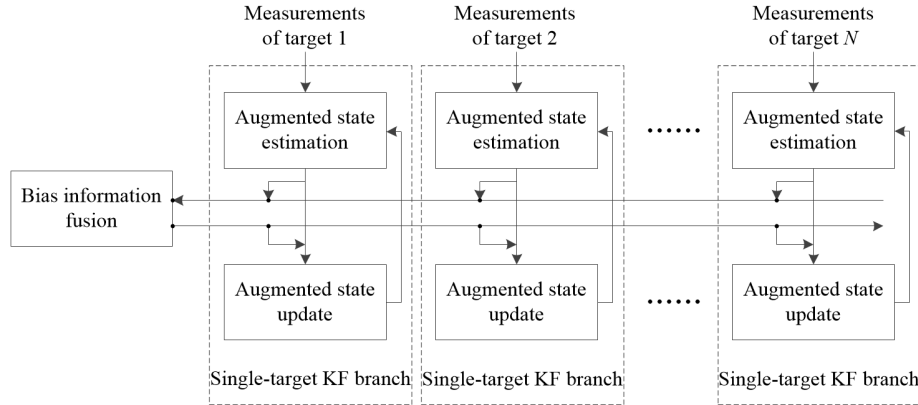 Measurements
of target 1
Measurements
of target 2
Measurements
of target N
Augmented state
estimation
Augmented state
estimation
......
Augmented state
estimation
Bias information
fusion
Augmented state
update
Augmented state
update
......
Augmented state
update
Single-target KF branch
Single-target KF branch
Single-target KF branch